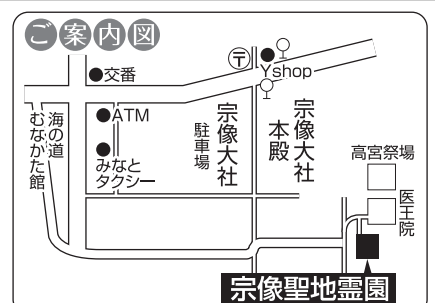 ご案内図
〒
Yshop
交番
ATM
みなと
タクシー
海の道
むなかた館
宗像大社
駐車場
宗像大社
本殿
高宮祭場
医王院
宗像聖地霊園